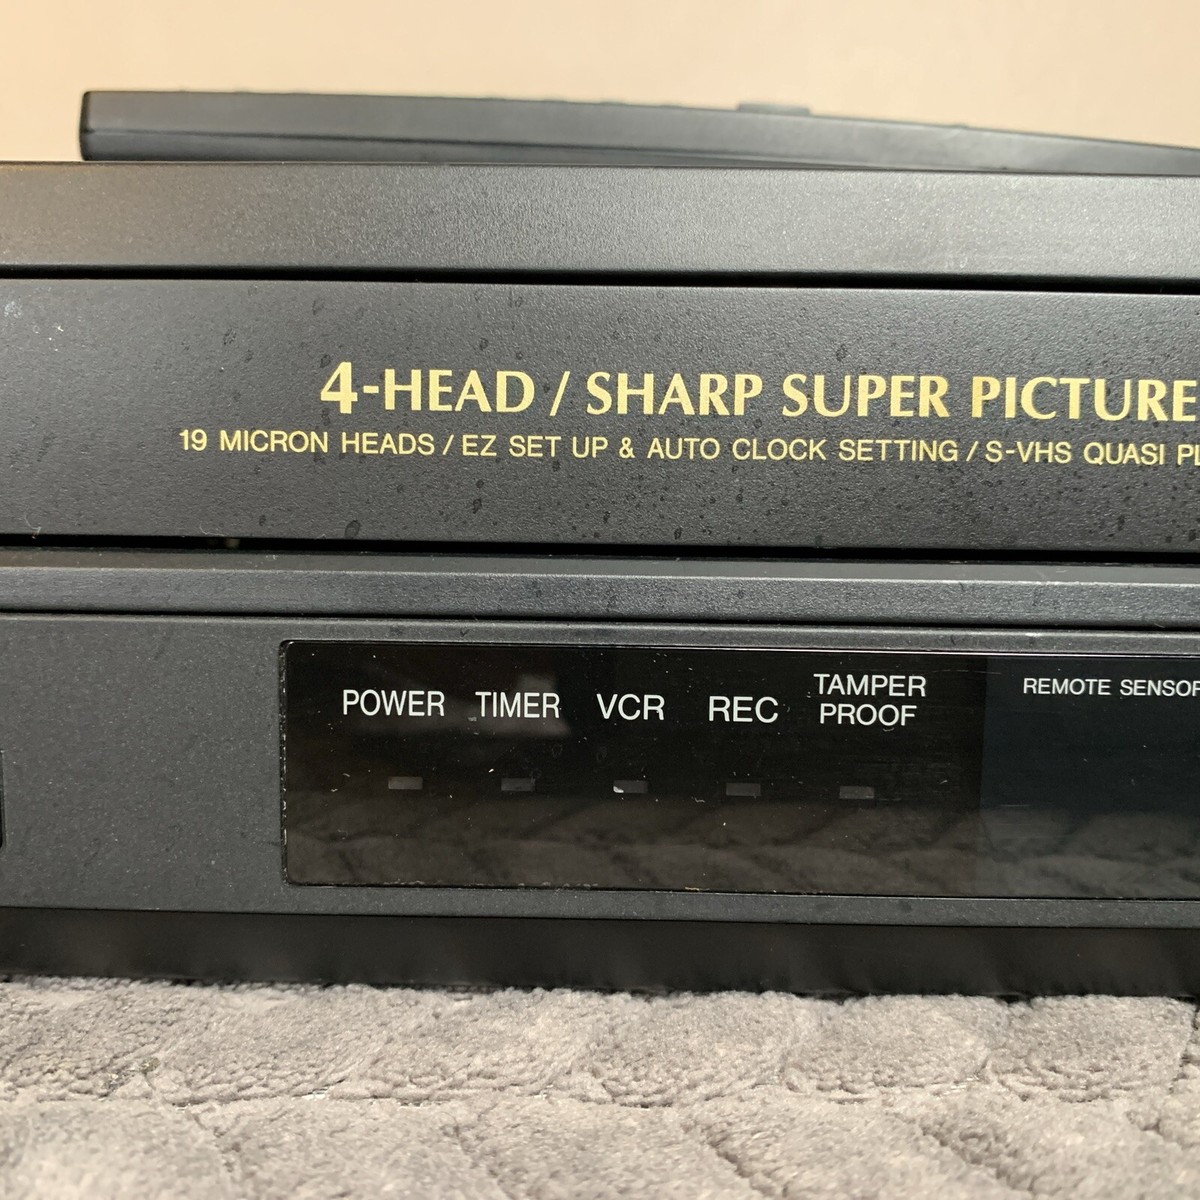 4-HEAD / SHARP SUPER PICTURE
19 MICRON HEADS / EZ SET UP & AUTO CLOCK SETTING / S-VHS QUASI
POWER TIMER VCR REC TAMPER PROOF
REMOTE SENSOR